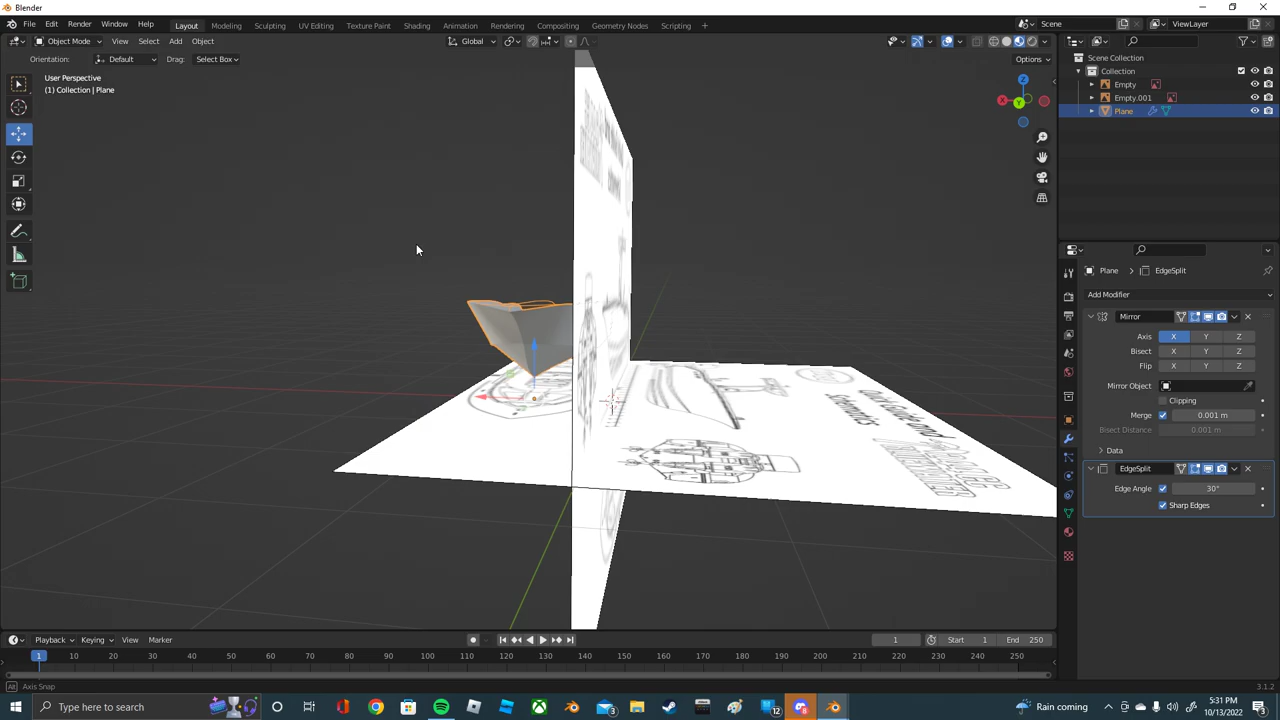 Blender
File Edit Render Window Help Layout Modeling Sculpting UV Editing Texture Paint Shading Animation Rendering Compositing Geometry Nodes Scripting + Scene ViewLayer
Object Mode View Select Add Object Global
Orientation: Default Drag: Select Box Options
User Perspective
(1) Collection | Plane
Z
X
Y
Scene Collection
Collection
Empty
Empty.001
Plane
Plane > EdgeSplit
Add Modifier
Mirror
Axis X Y Z
Bisect X Y Z
Flip X Y Z
Mirror Object
Clipping
Merge 0.001 m
Bisect Distance 0.001 m
Data
EdgeSplit
Edge Angle 30°
Sharp Edges
Playback Keying View Marker 1 Start 1 End 250
1 10 20 30 40 50 60 70 80 90 100 110 120 130 140 150 160 170 180 190 200 210 220 230 240 250
Alt Axis Snap 3.1.2
Type here to search 3 12 Rain coming 5:31 PM
10/13/2022